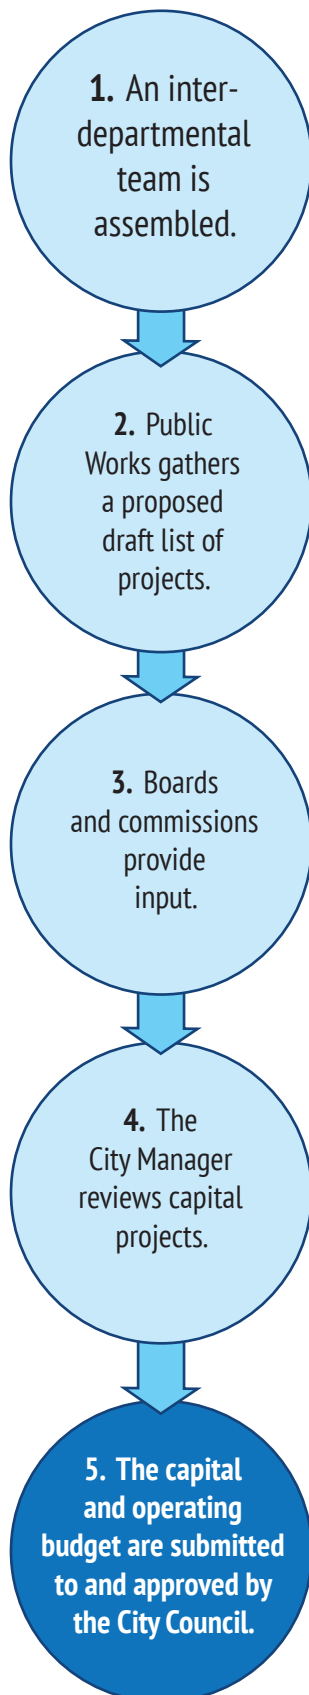 1. An inter-
departmental
team is
assembled.
2. Public
Works gathers
a proposed
draft list of
projects.
3. Boards
and commissions
provide
input.
4. The
City Manager
reviews capital
projects.
5. The capital
and operating
budget are submitted
to and approved by
the City Council.